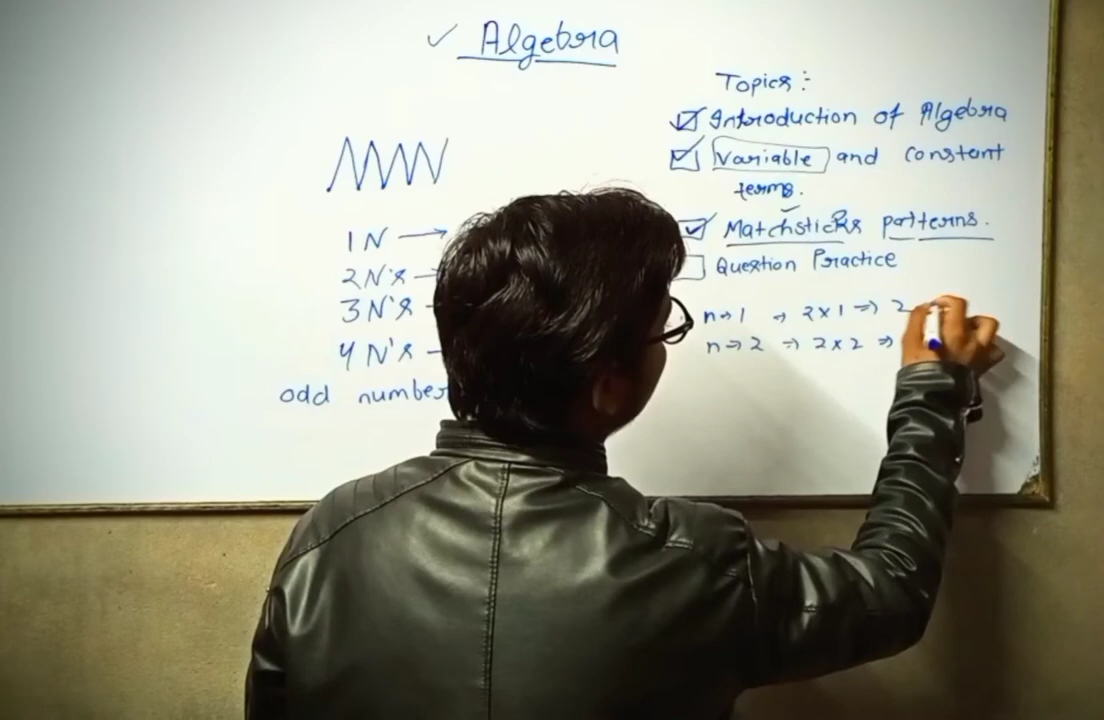 ✓ Algebra
Topics:
☑ Introduction of Algebra
☑ Variable and constant
terms.
☑ Matchsticks patterns.
Question Practice
1 N →
2 N's →
3 N's -
4 N's -
odd number
n→1 → 2×1 ⇒ 2
n→2 ⇒ 2×2 ⇒